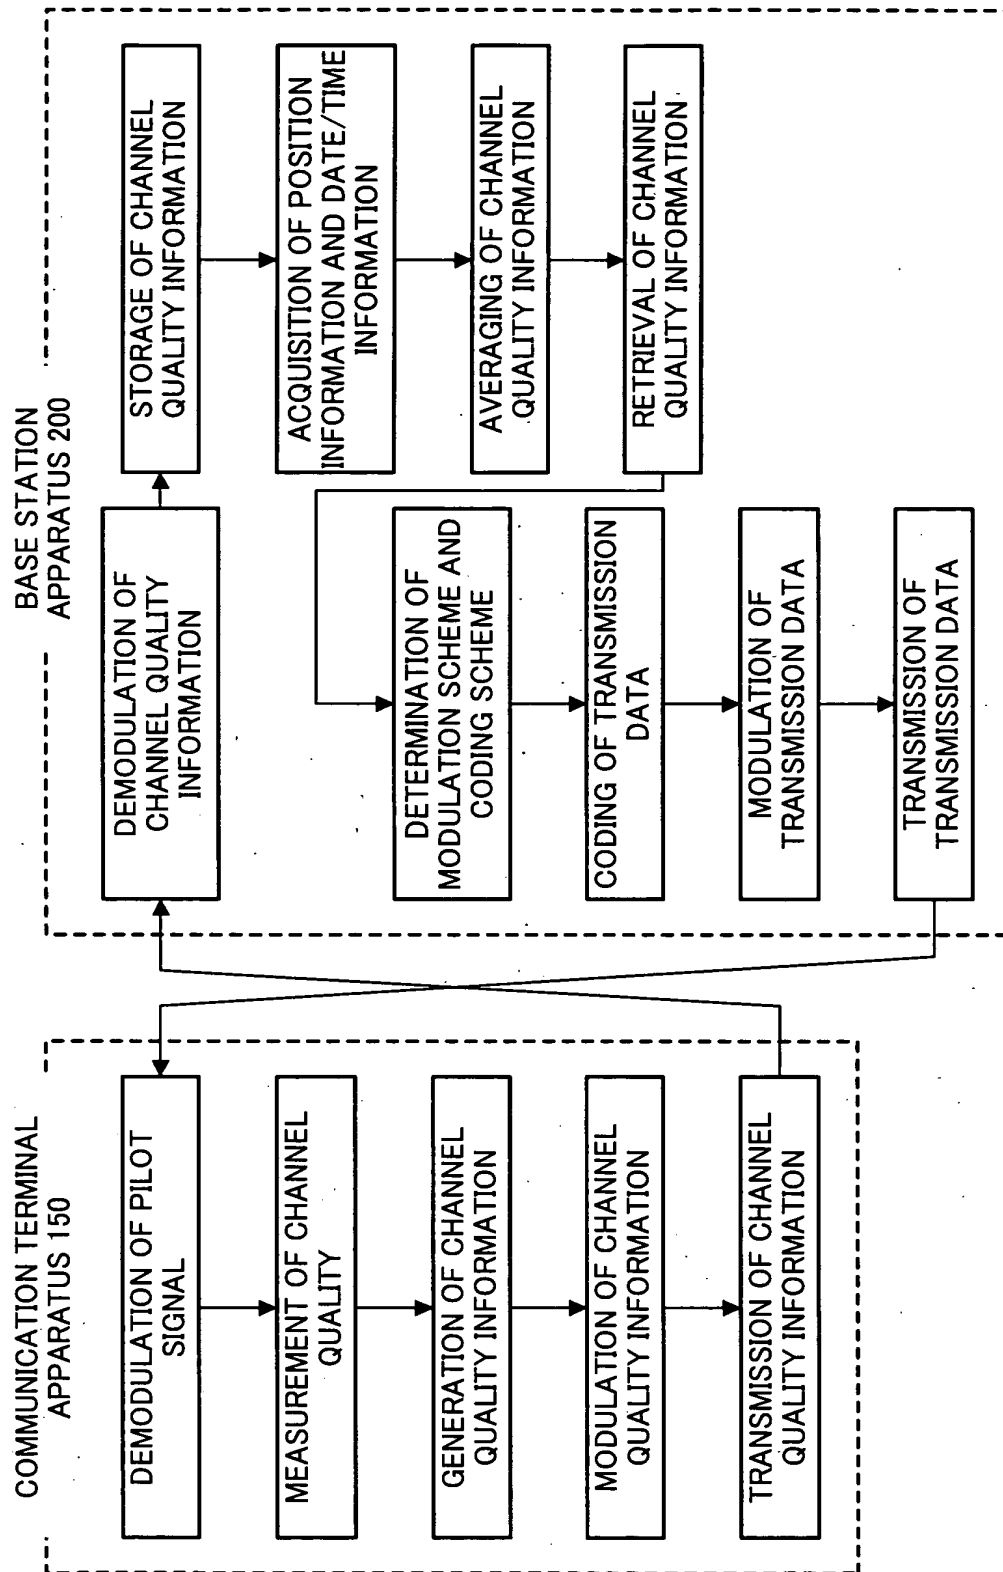 COMMUNICATION TERMINAL
APPARATUS 150
DEMODULATION OF PILOT
SIGNAL
MEASUREMENT OF CHANNEL
QUALITY
GENERATION OF CHANNEL
QUALITY INFORMATION
MODULATION OF CHANNEL
QUALITY INFORMATION
TRANSMISSION OF CHANNEL
QUALITY INFORMATION
BASE STATION
APPARATUS 200
DEMODULATION OF
CHANNEL QUALITY
INFORMATION
STORAGE OF CHANNEL
QUALITY INFORMATION
ACQUISITION OF POSITION
INFORMATION AND DATE/TIME
INFORMATION
AVERAGING OF CHANNEL
QUALITY INFORMATION
RETRIEVAL OF CHANNEL
QUALITY INFORMATION
DETERMINATION OF
MODULATION SCHEME AND
CODING SCHEME
CODING OF TRANSMISSION
DATA
MODULATION OF
TRANSMISSION DATA
TRANSMISSION OF
TRANSMISSION DATA